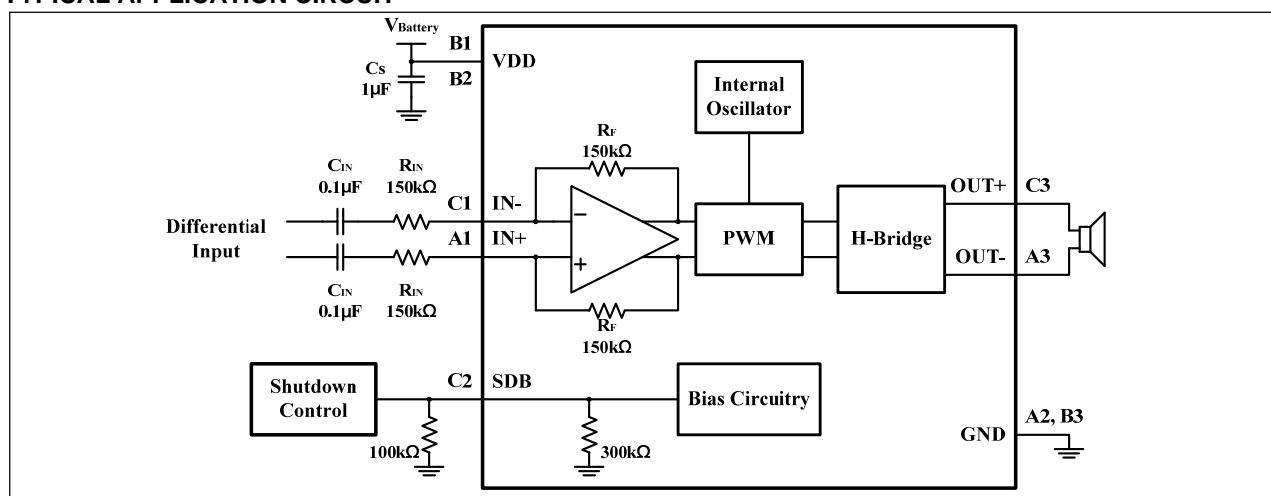 TYPICAL APPLICATION CIRCUIT
VBattery
B1
VDD
Cs
1µF
B2
Internal
Oscillator
RF
150kΩ
CIN
0.1µF
RIN
150kΩ
C1
IN-
OUT+
C3
Differential
Input
A1
IN+
PWM
H-Bridge
OUT-
A3
CIN
0.1µF
RIN
150kΩ
RF
150kΩ
Shutdown
Control
C2
SDB
Bias Circuitry
100kΩ
300kΩ
A2, B3
GND